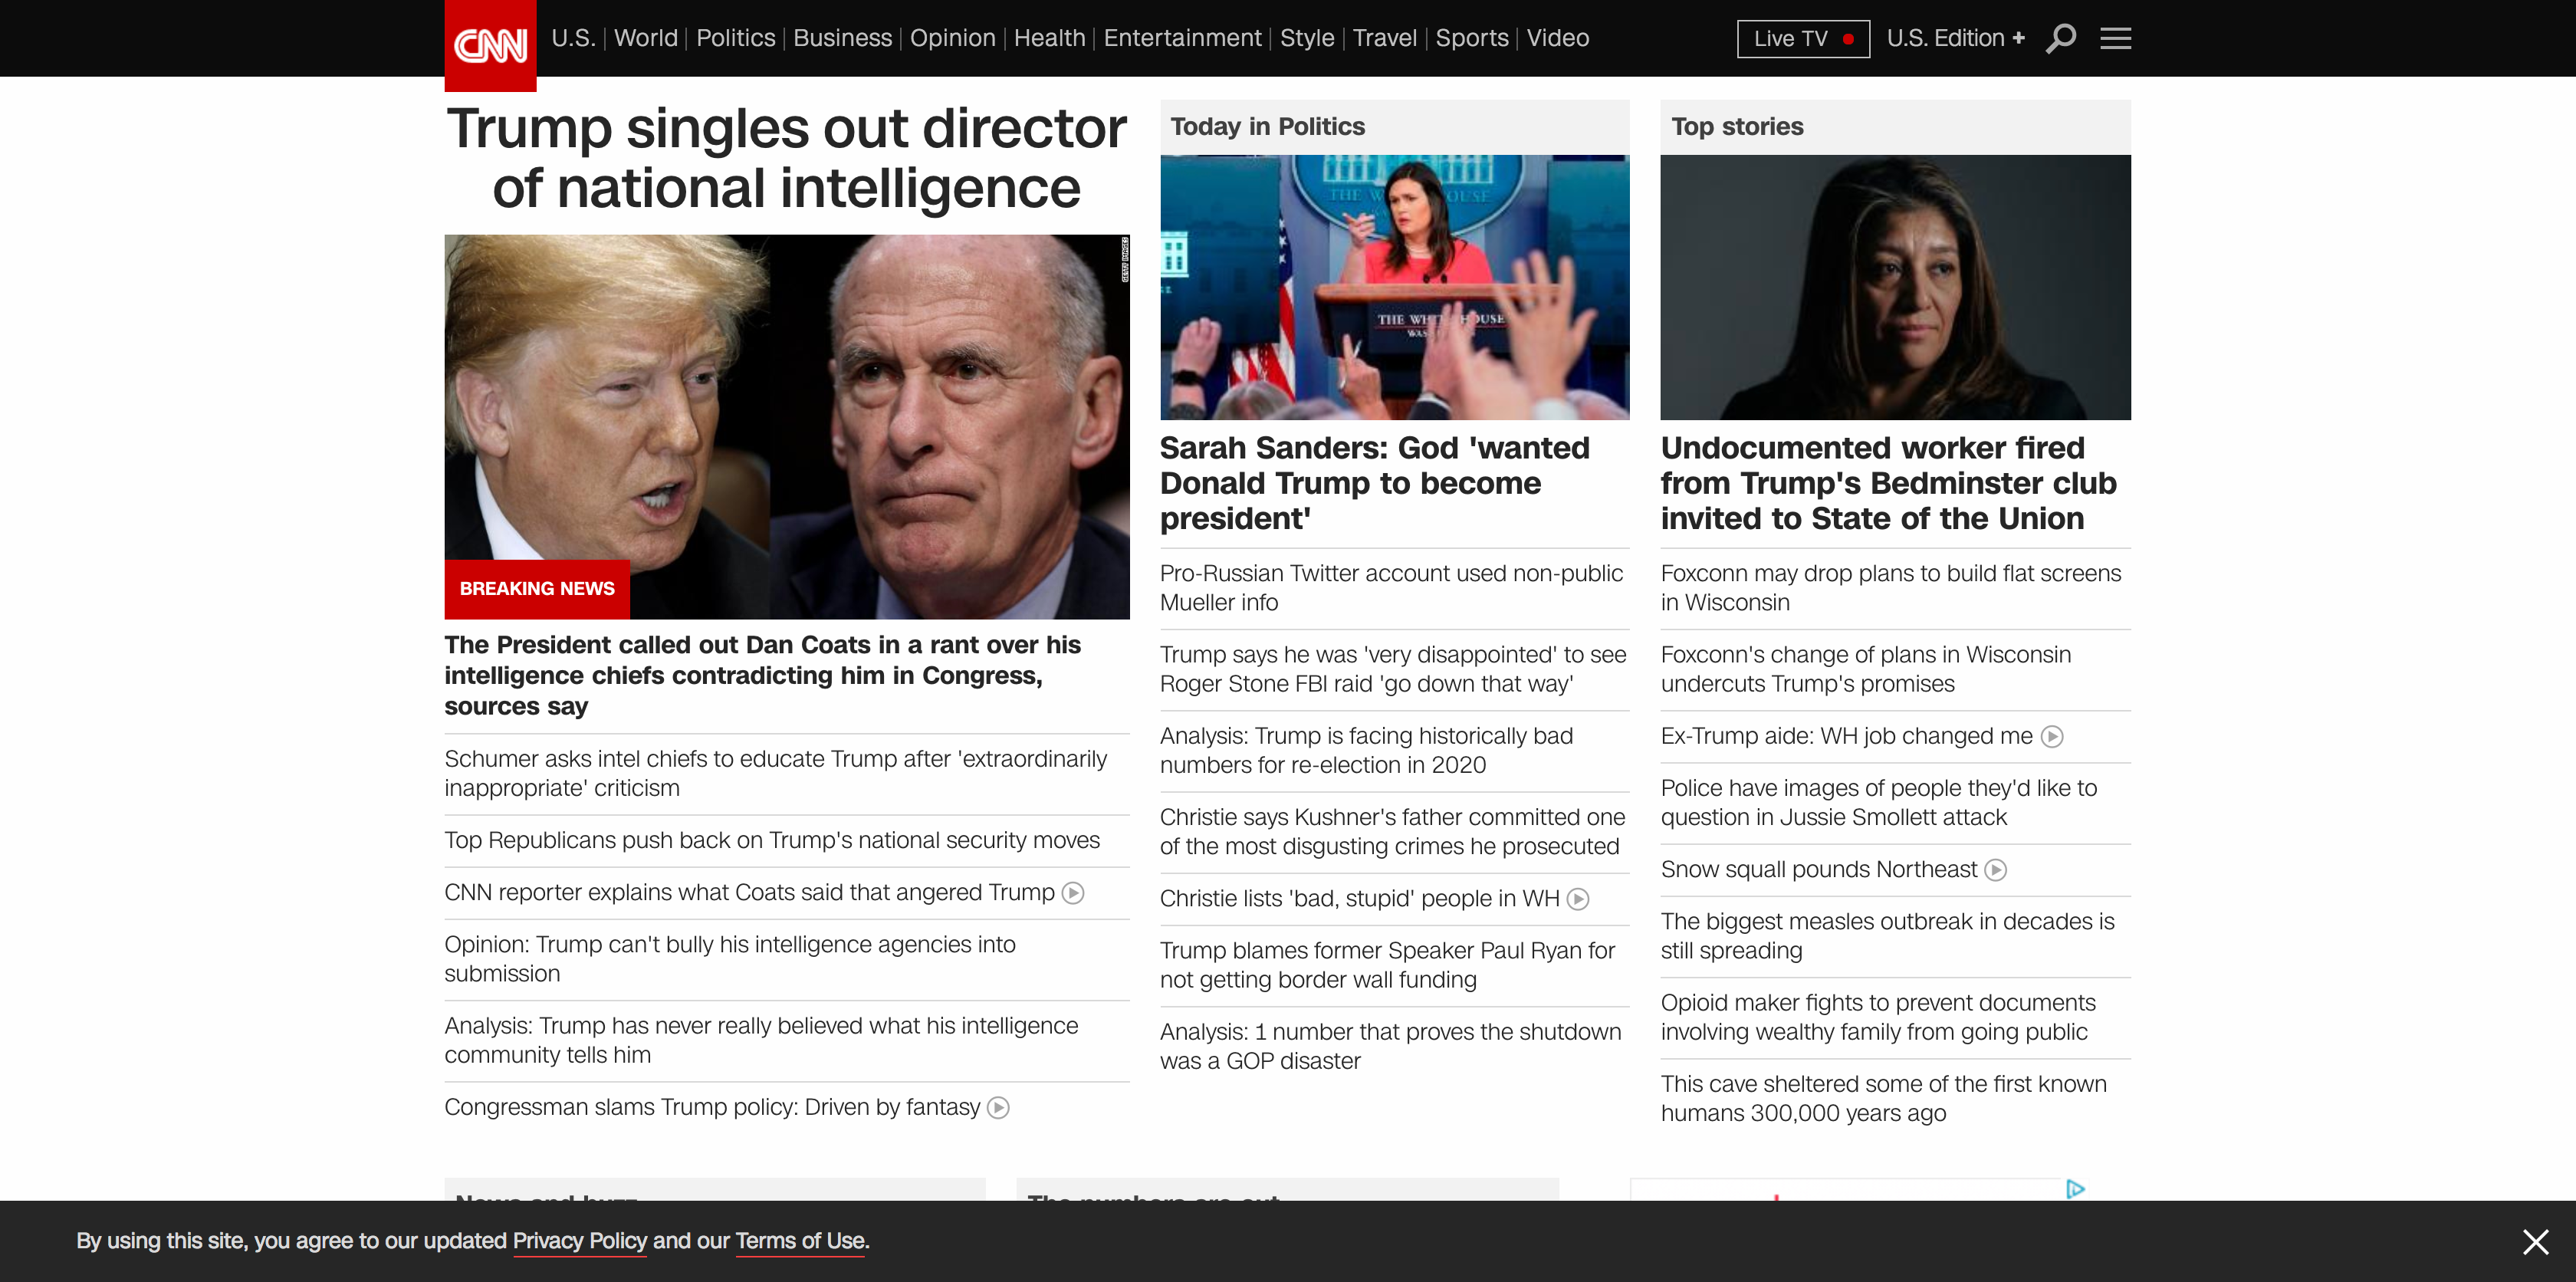 CNN
U.S.
World
Politics
Business
Opinion
Health
Entertainment
Style
Travel
Sports
Video
Live TV
U.S. Edition +
Trump singles out director
of national intelligence
GETTY IMAGES
BREAKING NEWS
The President called out Dan Coats in a rant over his
intelligence chiefs contradicting him in Congress,
sources say
Schumer asks intel chiefs to educate Trump after 'extraordinarily
inappropriate' criticism
Top Republicans push back on Trump's national security moves
CNN reporter explains what Coats said that angered Trump
Opinion: Trump can't bully his intelligence agencies into
submission
Analysis: Trump has never really believed what his intelligence
community tells him
Congressman slams Trump policy: Driven by fantasy
Today in Politics
THE W OUSE
THE WH HOUSE
WAS
Sarah Sanders: God 'wanted
Donald Trump to become
president'
Pro-Russian Twitter account used non-public
Mueller info
Trump says he was 'very disappointed' to see
Roger Stone FBI raid 'go down that way'
Analysis: Trump is facing historically bad
numbers for re-election in 2020
Christie says Kushner's father committed one
of the most disgusting crimes he prosecuted
Christie lists 'bad, stupid' people in WH
Trump blames former Speaker Paul Ryan for
not getting border wall funding
Analysis: 1 number that proves the shutdown
was a GOP disaster
Top stories
Undocumented worker fired
from Trump's Bedminster club
invited to State of the Union
Foxconn may drop plans to build flat screens
in Wisconsin
Foxconn's change of plans in Wisconsin
undercuts Trump's promises
Ex-Trump aide: WH job changed me
Police have images of people they'd like to
question in Jussie Smollett attack
Snow squall pounds Northeast
The biggest measles outbreak in decades is
still spreading
Opioid maker fights to prevent documents
involving wealthy family from going public
This cave sheltered some of the first known
humans 300,000 years ago
News and buzz
The numbers are out
By using this site, you agree to our updated Privacy Policy and our Terms of Use.